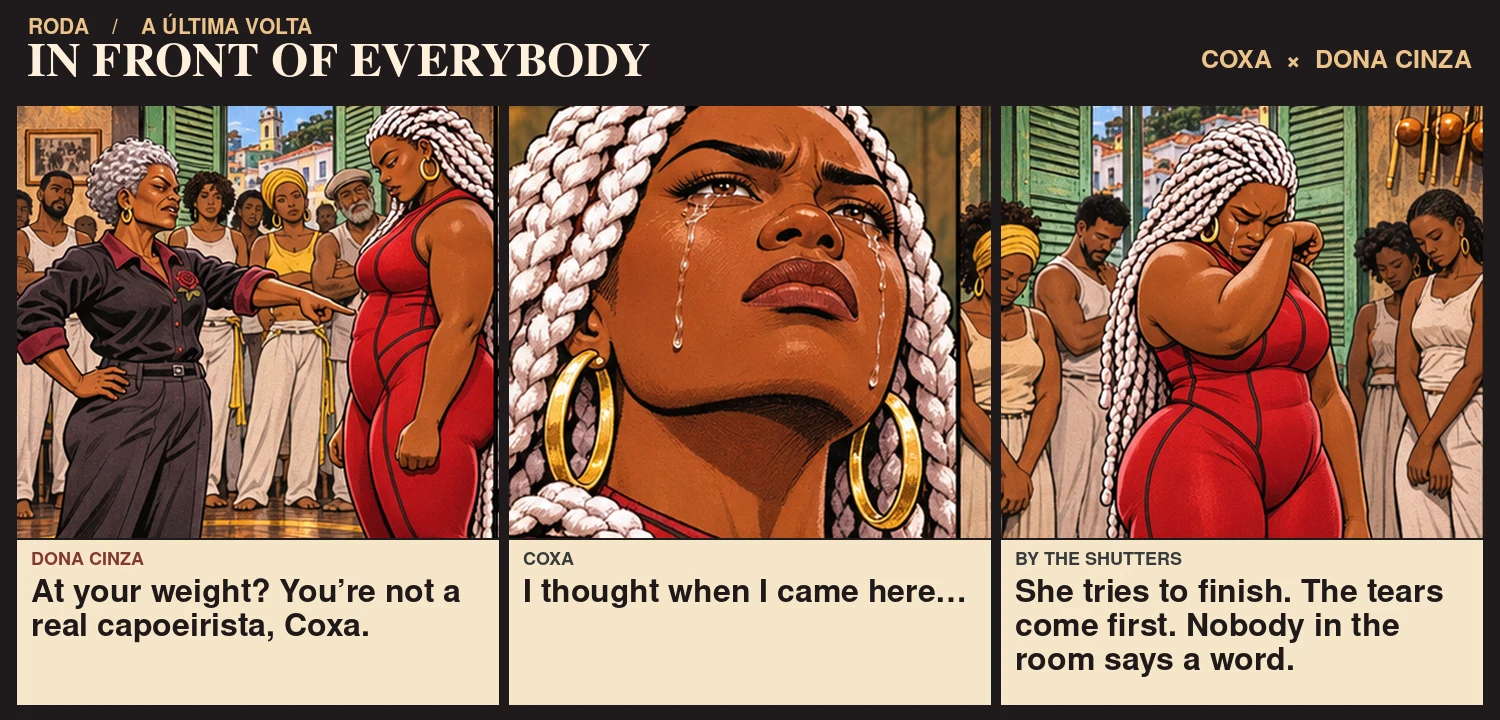 RODA / A ÚLTIMA VOLTA
IN FRONT OF EVERYBODY
COXA × DONA CINZA
DONA CINZA
At your weight? You’re not a
real capoeirista, Coxa.
COXA
I thought when I came here…
BY THE SHUTTERS
She tries to finish. The tears
come first. Nobody in the
room says a word.